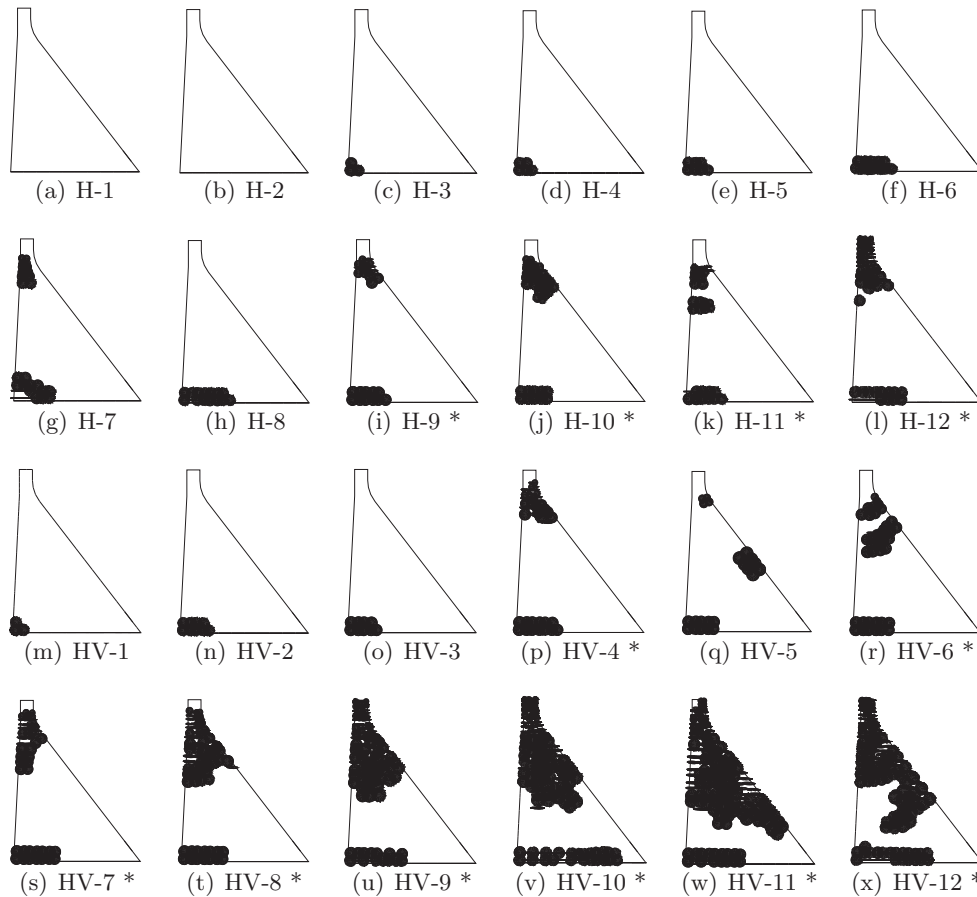 (a) H-1 (b) H-2 (c) H-3 (d) H-4 (e) H-5 (f) H-6
(g) H-7 (h) H-8 (i) H-9 * (j) H-10 * (k) H-11 * (l) H-12 *
(m) HV-1 (n) HV-2 (o) HV-3 (p) HV-4 * (q) HV-5 (r) HV-6 *
(s) HV-7 * (t) HV-8 * (u) HV-9 * (v) HV-10 * (w) HV-11 * (x) HV-12 *